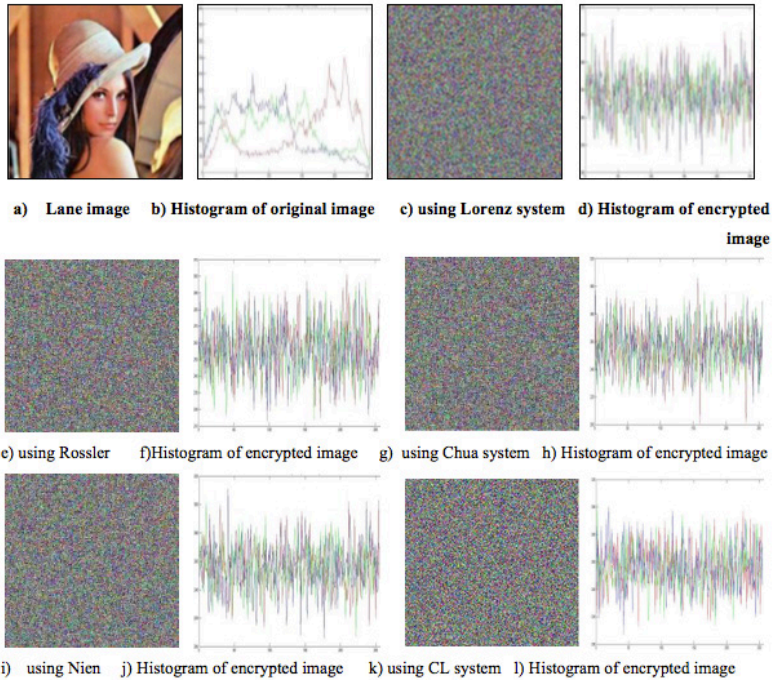 a) Lane image b) Histogram of original image c) using Lorenz system d) Histogram of encrypted
image
e) using Rossler f)Histogram of encrypted image g) using Chua system h) Histogram of encrypted image
i) using Nien j) Histogram of encrypted image k) using CL system l) Histogram of encrypted image